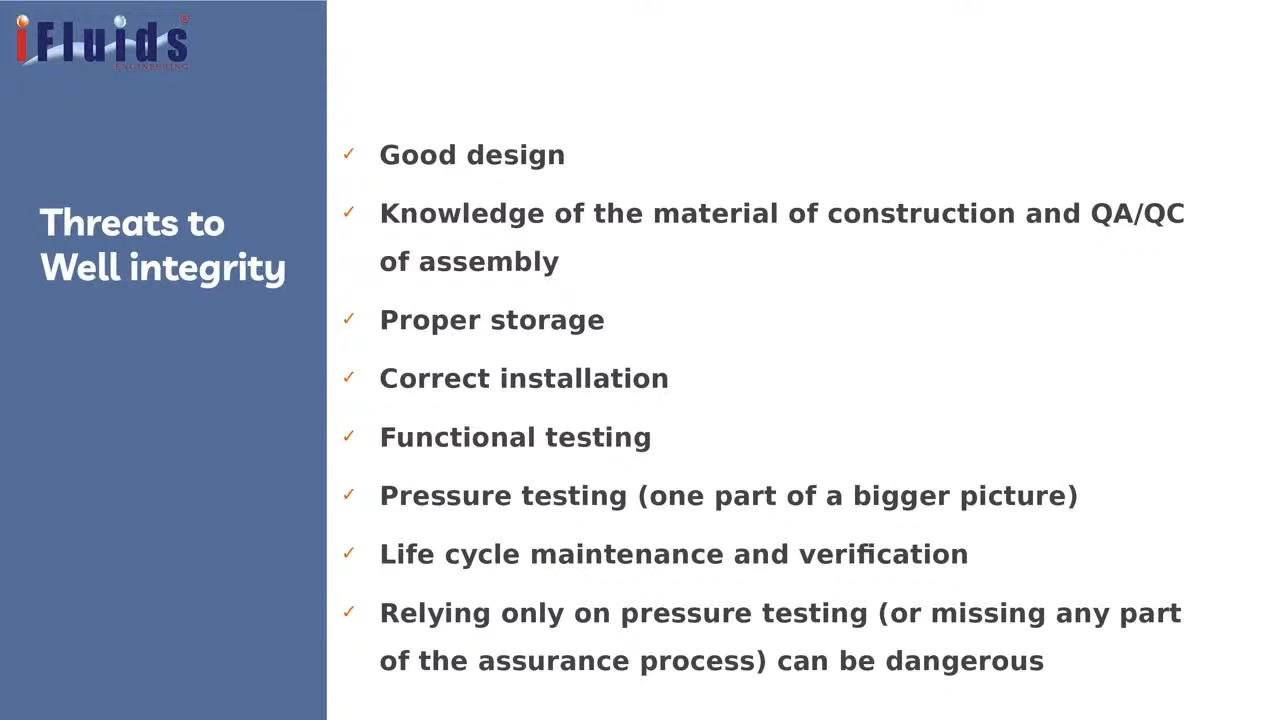 iFluids®
ENGINEERING
Threats to
Well integrity
✓ Good design
✓ Knowledge of the material of construction and QA/QC
of assembly
✓ Proper storage
✓ Correct installation
✓ Functional testing
✓ Pressure testing (one part of a bigger picture)
✓ Life cycle maintenance and verification
✓ Relying only on pressure testing (or missing any part
of the assurance process) can be dangerous